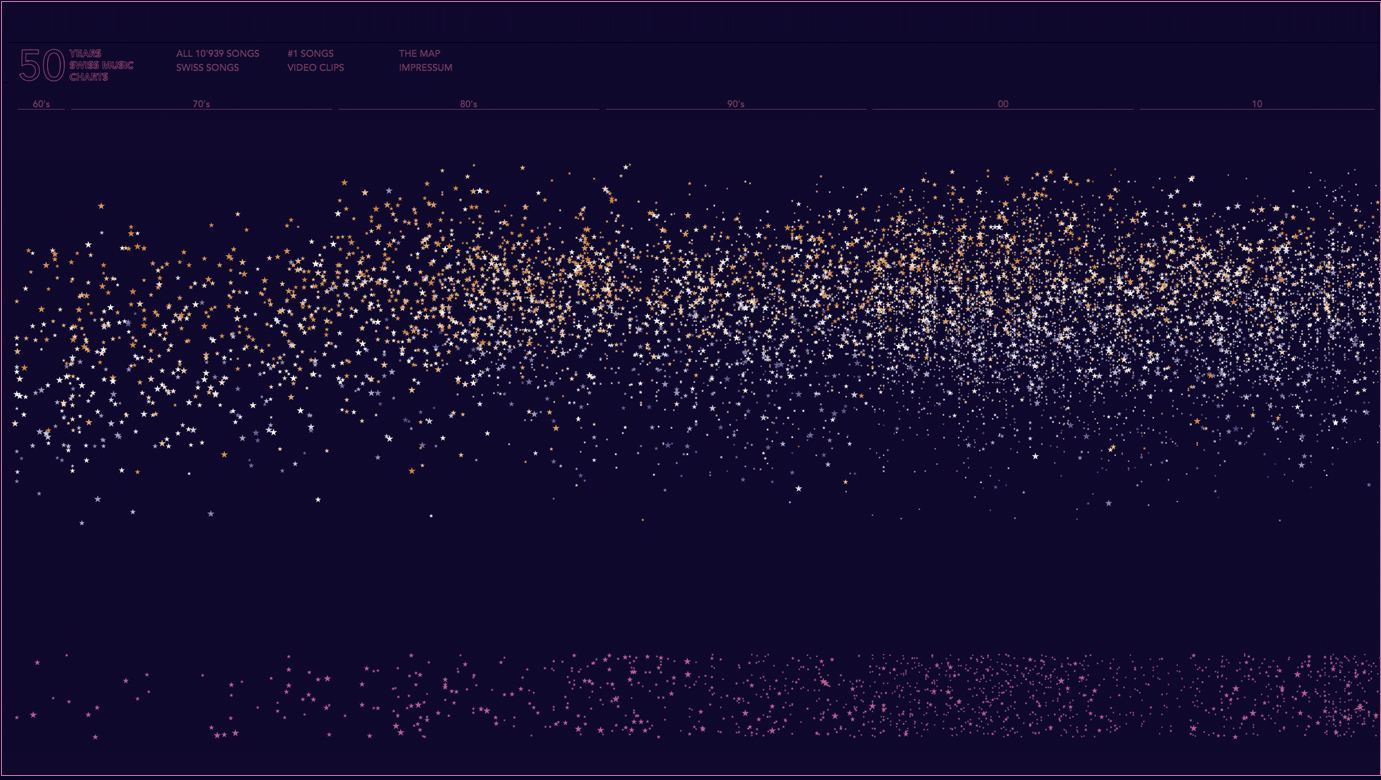 50 YEARS
SWISS MUSIC
CHARTS
ALL 10'939 SONGS
SWISS SONGS
#1 SONGS
VIDEO CLIPS
THE MAP
IMPRESSUM
60's 70's 80's 90's 00 10